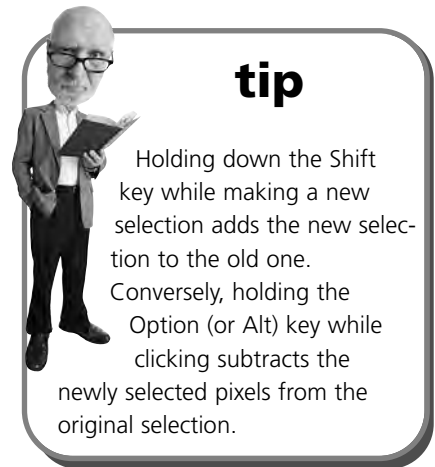 tip
Holding down the Shift
key while making a new
selection adds the new selec-
tion to the old one.
Conversely, holding the
Option (or Alt) key while
clicking subtracts the
newly selected pixels from the
original selection.